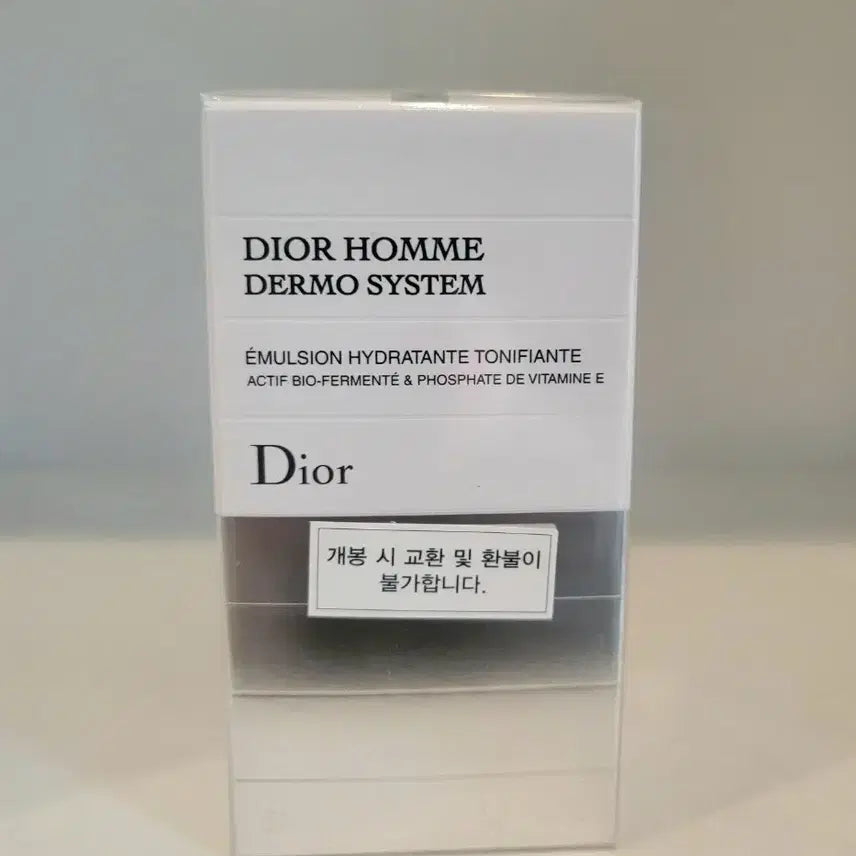 DIOR HOMME
DERMO SYSTEM
ÉMULSION HYDRATANTE TONIFIANTE
ACTIF BIO-FERMENTÉ & PHOSPHATE DE VITAMINE E
Dior
개봉 시 교환 및 환불이
불가합니다.